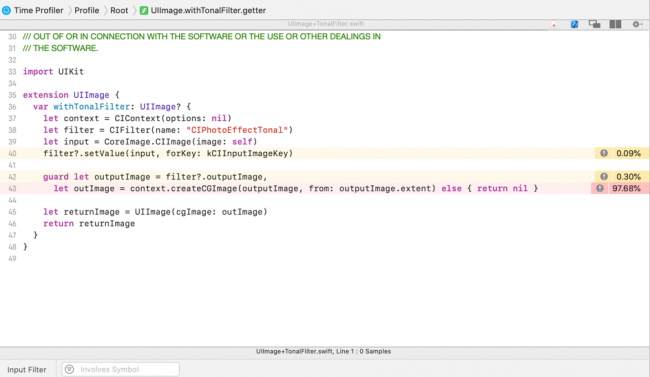 Time Profiler Profile Root UIImage.withTonalFilter.getter
UIImage+TonalFilter.swift
30 /// OUT OF OR IN CONNECTION WITH THE SOFTWARE OR THE USE OR OTHER DEALINGS IN
31 /// THE SOFTWARE.
32
33 import UIKit
34
35 extension UIImage {
36 var withTonalFilter: UIImage? {
37 let context = CIContext(options: nil)
38 let filter = CIFilter(name: "CIPhotoEffectTonal")
39 let input = CoreImage.CIImage(image: self)
40 filter?.setValue(input, forKey: kCIInputImageKey) 0.09%
41
42 guard let outputImage = filter?.outputImage, 0.30%
43 let outImage = context.createCGImage(outputImage, from: outputImage.extent) else { return nil } 97.68%
44
45 let returnImage = UIImage(cgImage: outImage)
46 return returnImage
47 }
48 }
49
UIImage+TonalFilter.swift, Line 1 : 0 Samples
Input Filter Involves Symbol